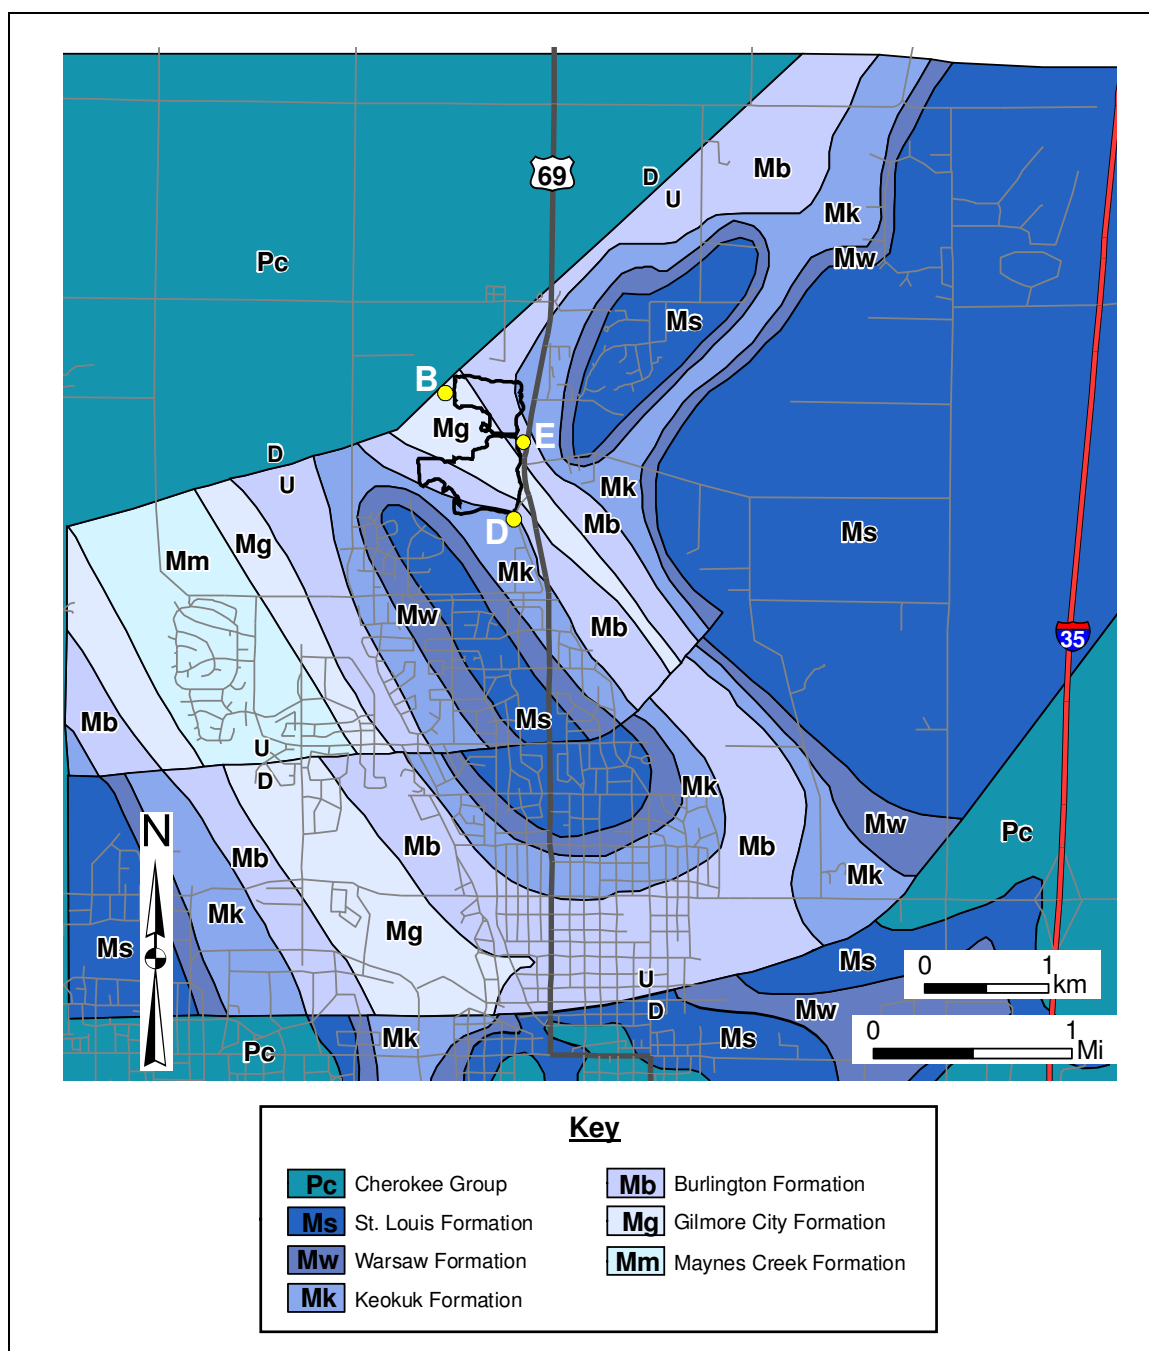 69
D
U
Mb
Mk
Mw
Pc
Ms
B
Mg
E
D
U
Mk
Mb
Ms
D
Mk
Mg
Mm
Mw
Mb
35
Ms
Mb
U
D
Mk
Mw
Pc
N
Mb
Mb
Mb
Mk
Mk
Ms
Mg
Ms
0 1
km
U
D
Mw
Ms
0 1
Mi
Pc
Mk
Key
Pc Cherokee Group
Ms St. Louis Formation
Mw Warsaw Formation
Mk Keokuk Formation
Mb Burlington Formation
Mg Gilmore City Formation
Mm Maynes Creek Formation